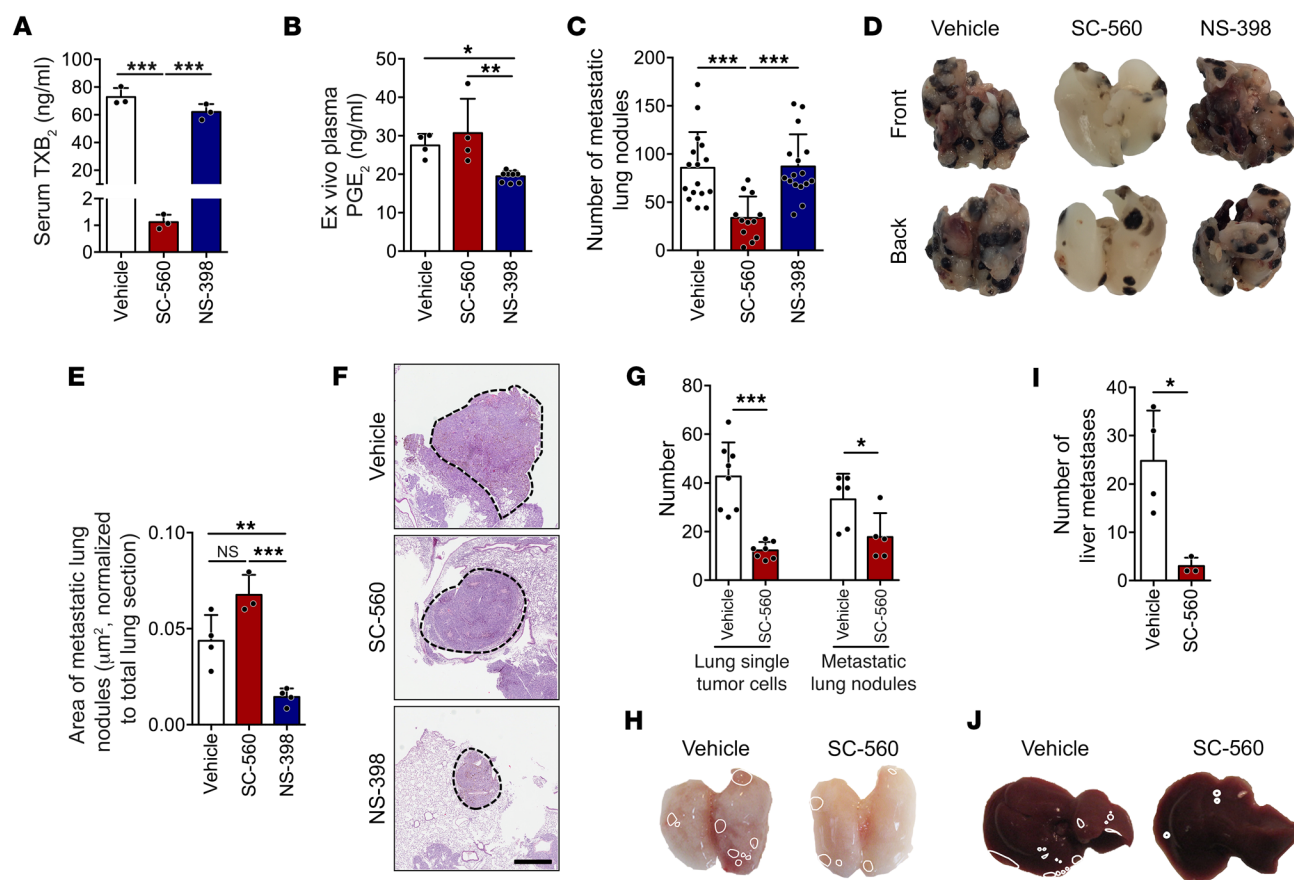 A
Serum TXB2 (ng/ml)
100
80
60
40
20
2
1
0
*** ***
Vehicle
SC-560
NS-398
B
Ex vivo plasma
PGE2 (ng/ml)
50
40
30
20
10
0
*
**
Vehicle
SC-560
NS-398
C
Number of metastatic
lung nodules
200
150
100
50
0
*** ***
Vehicle
SC-560
NS-398
D
Vehicle SC-560 NS-398
Front
Back
E
Area of metastatic lung
nodules (µm², normalized
to total lung section)
0.10
0.05
0.00
**
NS ***
Vehicle
SC-560
NS-398
F
Vehicle
SC-560
NS-398
G
Number
80
60
40
20
0
***
*
Vehicle
SC-560
Vehicle
SC-560
Lung single
tumor cells
Metastatic
lung nodules
I
Number of
liver metastases
40
30
20
10
0
*
Vehicle
SC-560
H
Vehicle SC-560
J
Vehicle SC-560